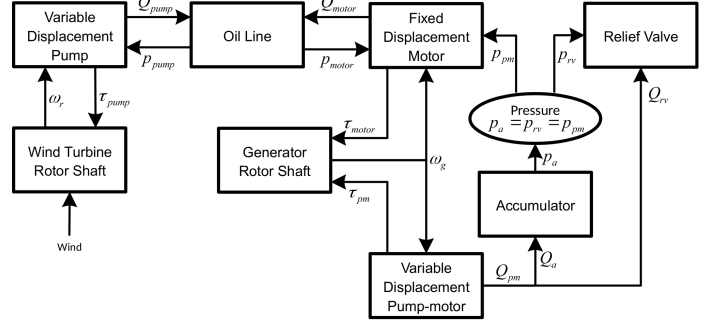 Variable
Displacement
Pump
Q_pump
p_pump
Oil Line
Q_motor
p_motor
Fixed
Displacement
Motor
p_pm
p_rv
Relief Valve
Q_rv
ω_r
τ_pump
Pressure
p_a = p_rv = p_pm
τ_motor
Wind Turbine
Rotor Shaft
Generator
Rotor Shaft
ω_g
p_a
τ_pm
Accumulator
Wind
Variable
Displacement
Pump-motor
Q_pm
Q_a